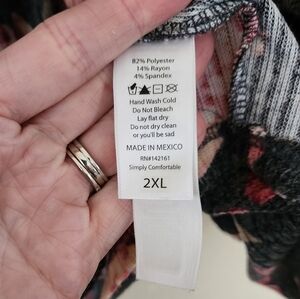 82% Polyester
14% Rayon
4% Spandex
Hand Wash Cold
Do Not Bleach
Lay flat dry
Do not dry clean
or you'll be sad
MADE IN MEXICO
RN#142161
Simply Comfortable
2XL